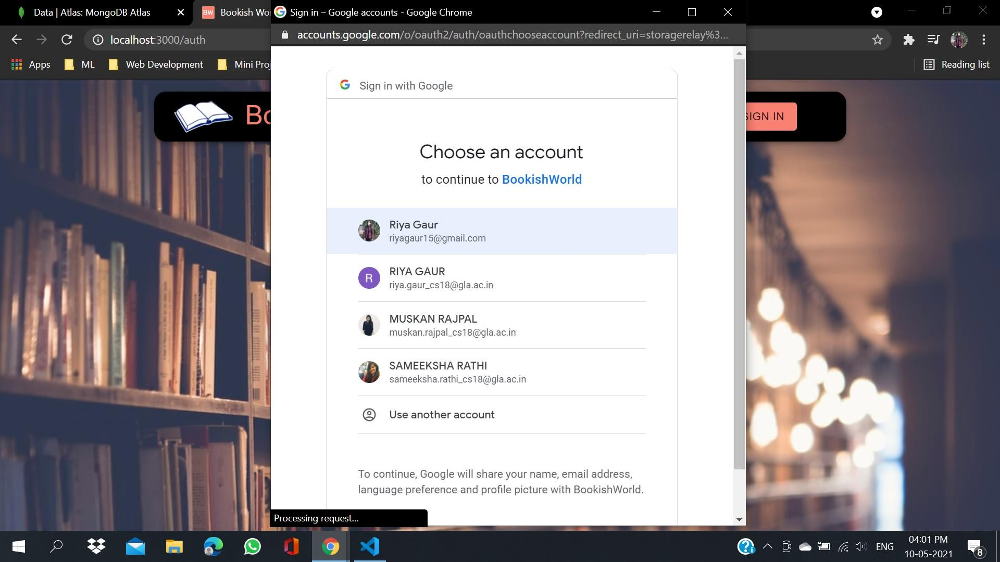 Data | Atlas: MongoDB Atlas
BW Bookish Wo
Sign in – Google accounts - Google Chrome
localhost:3000/auth
accounts.google.com/o/oauth2/auth/oauthchooseaccount?redirect_uri=storagerelay%3...
Apps
ML
Web Development
Mini Proj
Reading list
Bo
SIGN IN
Sign in with Google
Choose an account
to continue to BookishWorld
Riya Gaur
riyagaur15@gmail.com
R
RIYA GAUR
riya.gaur_cs18@gla.ac.in
MUSKAN RAJPAL
muskan.rajpal_cs18@gla.ac.in
SAMEEKSHA RATHI
sameeksha.rathi_cs18@gla.ac.in
Use another account
To continue, Google will share your name, email address,
language preference and profile picture with BookishWorld.
Processing request...
ENG
04:01 PM
10-05-2021
8